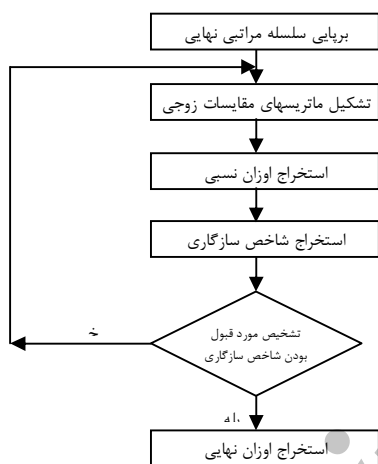 برپایی سلسله مراتبی نهایی
تشکیل ماتریسهای مقایسات زوجی
استخراج اوزان نسبی
استخراج شاخص سازگاری
تشخیص مورد قبول
بودن شاخص سازگاری
استخراج اوزان نهایی